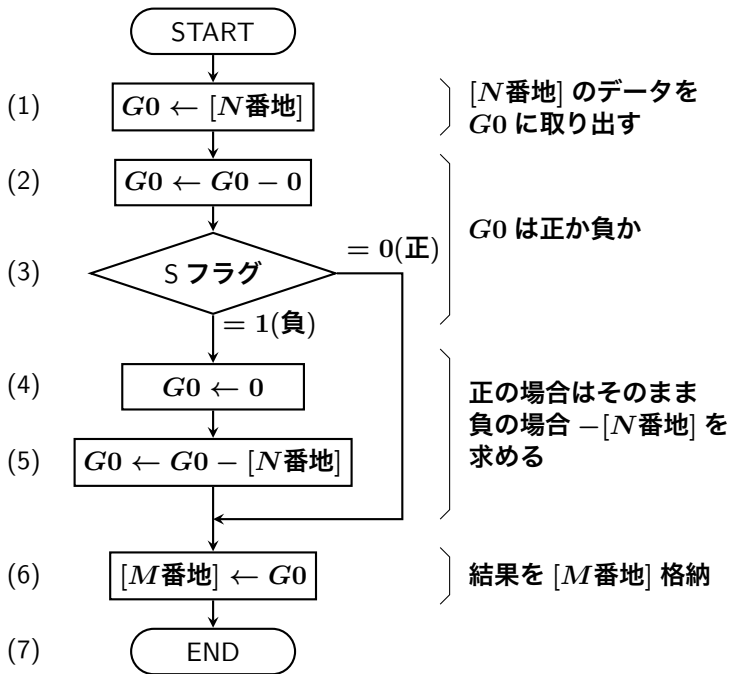 START
(1) G0 ← [N番地] [N番地] のデータを
G0 に取り出す
(2) G0 ← G0 − 0
G0 は正か負か
= 0(正)
(3) S フラグ
= 1(負)
(4) G0 ← 0 正の場合はそのまま
負の場合 −[N番地] を
(5) G0 ← G0 − [N番地] 求める
(6) [M番地] ← G0 結果を [M番地] 格納
(7) END